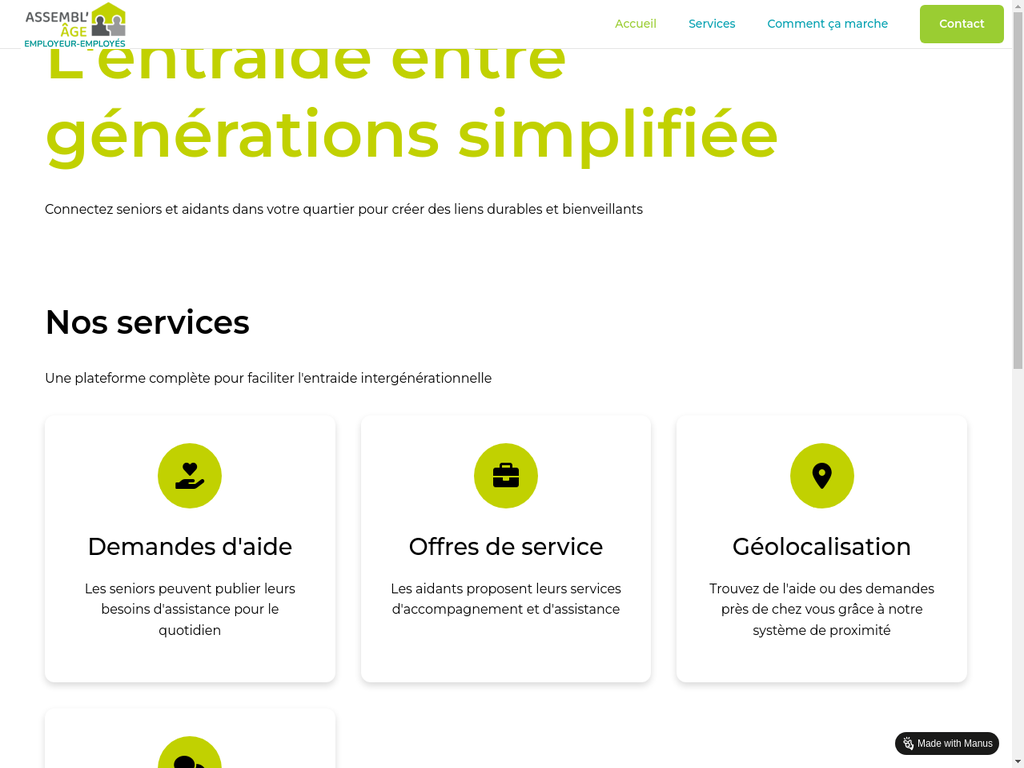 ASSEMBL'
ÂGE
EMPLOYEUR-EMPLOYÉS
Accueil
Services
Comment ça marche
Contact
L'entraide entre
générations simplifiée
Connectez seniors et aidants dans votre quartier pour créer des liens durables et bienveillants
Nos services
Une plateforme complète pour faciliter l'entraide intergénérationnelle
Demandes d'aide
Les seniors peuvent publier leurs
besoins d'assistance pour le
quotidien
Offres de service
Les aidants proposent leurs services
d'accompagnement et d'assistance
Géolocalisation
Trouvez de l'aide ou des demandes
près de chez vous grâce à notre
système de proximité
Made with Manus